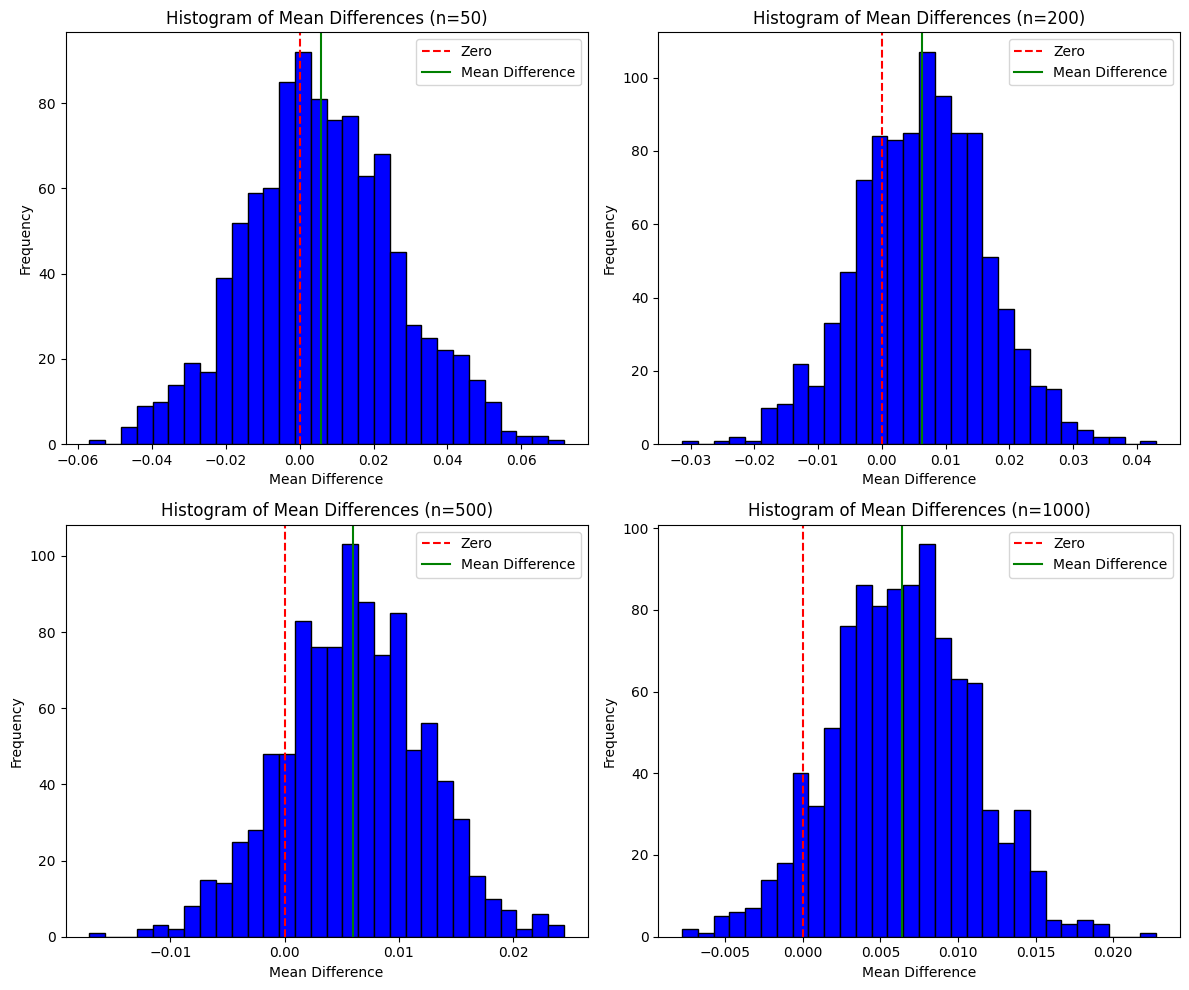 Histogram of Mean Differences (n=50)
Zero
Mean Difference
Frequency
80
60
40
20
0
−0.06 −0.04 −0.02 0.00 0.02 0.04 0.06
Mean Difference
Histogram of Mean Differences (n=200)
Zero
Mean Difference
Frequency
100
80
60
40
20
0
−0.03 −0.02 −0.01 0.00 0.01 0.02 0.03 0.04
Mean Difference
Histogram of Mean Differences (n=500)
Zero
Mean Difference
Frequency
100
80
60
40
20
0
−0.01 0.00 0.01 0.02
Mean Difference
Histogram of Mean Differences (n=1000)
Zero
Mean Difference
Frequency
100
80
60
40
20
0
−0.005 0.000 0.005 0.010 0.015 0.020
Mean Difference